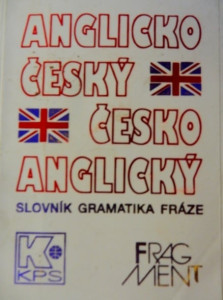 ANGLICKO
ČESKÝ
ČESKO
ANGLICKÝ
SLOVNÍK GRAMATIKA FRÁZE
K
KPS
FRAG
MENT